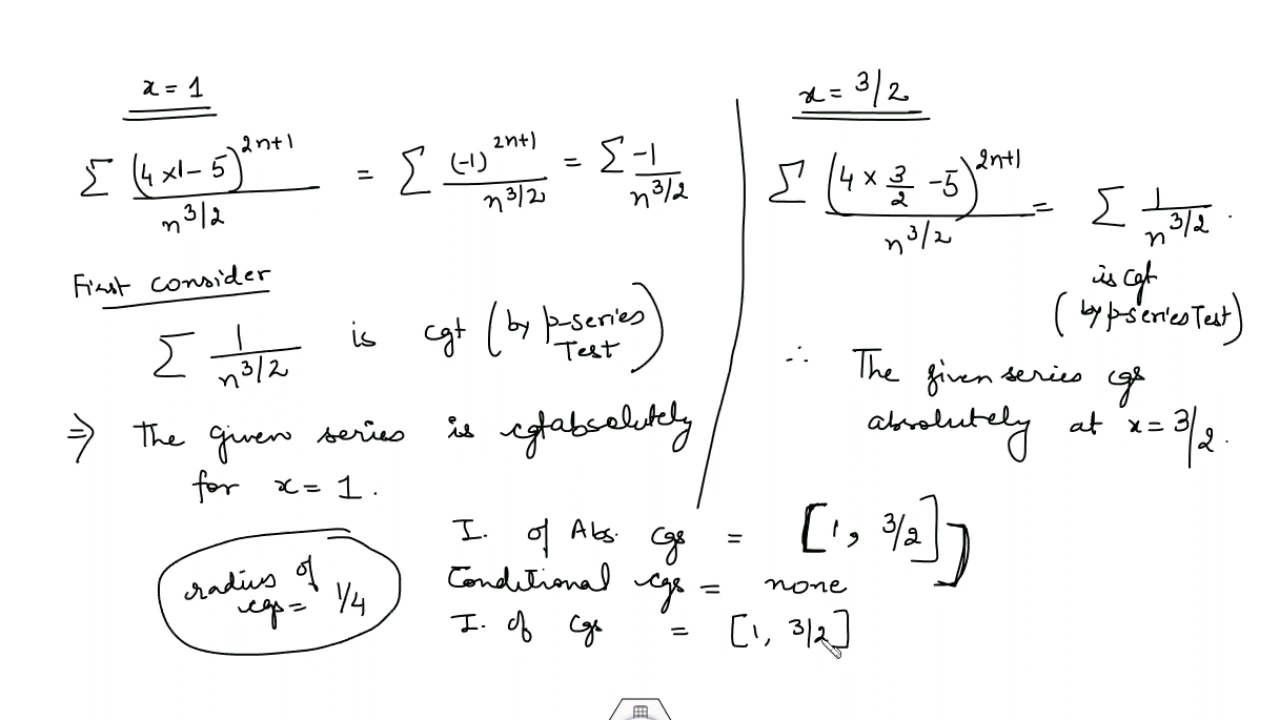 x = 1
∑ (4×1 − 5)^{2n+1} / n^{3/2} = ∑ (-1)^{2n+1} / n^{3/2} = ∑ -1 / n^{3/2}
First consider
∑ 1 / n^{3/2} is cgt (by p-series Test)
⇒ The given series is cgt absolutely
for x = 1.
x = 3/2
∑ (4 × 3/2 − 5)^{2n+1} / n^{3/2} = ∑ 1 / n^{3/2}.
is cgt
(by p-series Test)
∴ The given series cgs
absolutely at x = 3/2.
radius of
cgs = 1/4
I. of Abs. cgs = [1, 3/2]]
Conditional cgs = none
I. of cgs = [1, 3/2]